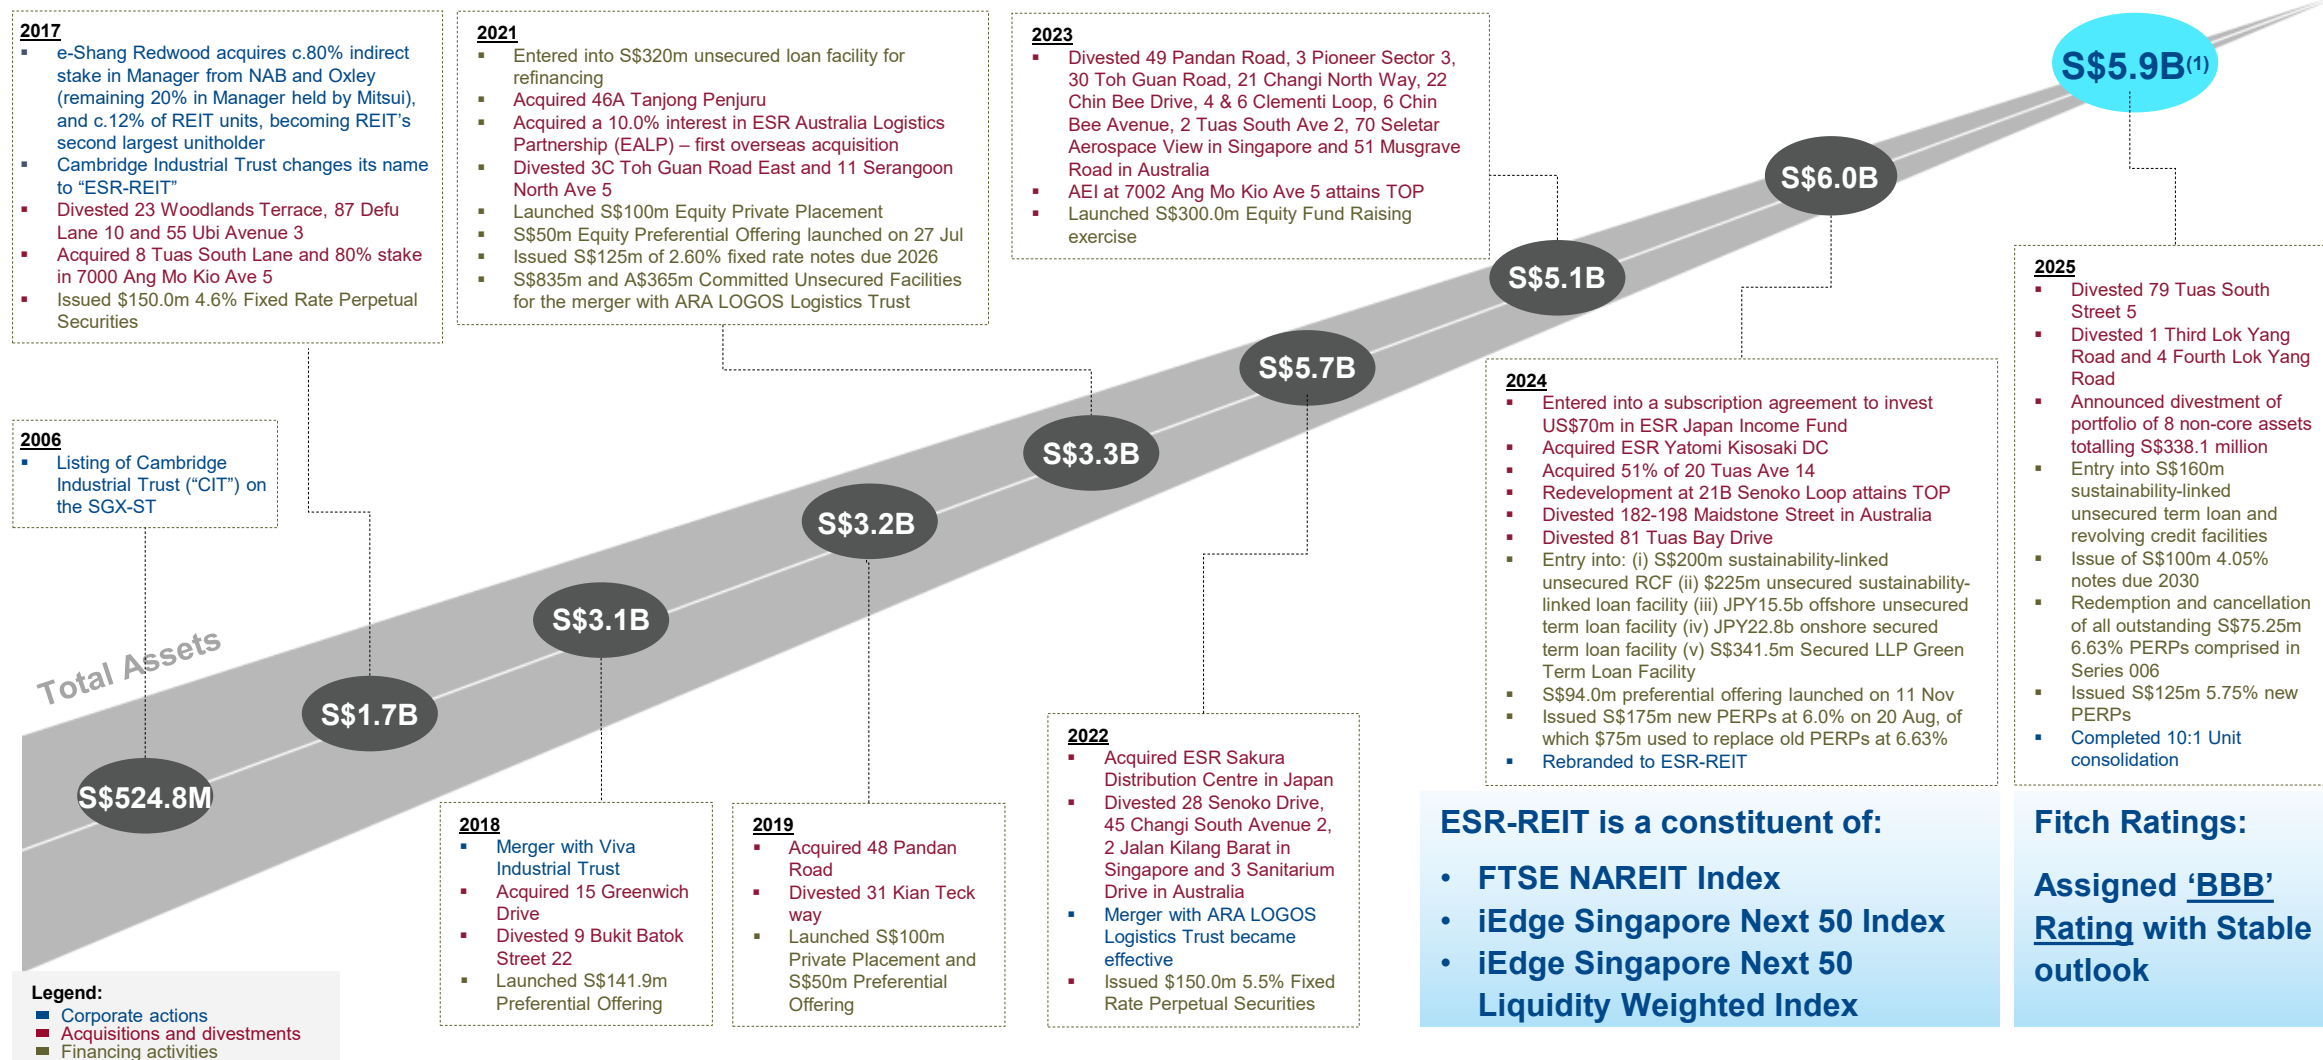 2017
▪ e-Shang Redwood acquires c.80% indirect
stake in Manager from NAB and Oxley
(remaining 20% in Manager held by Mitsui),
and c.12% of REIT units, becoming REIT’s
second largest unitholder
▪ Cambridge Industrial Trust changes its name
to “ESR-REIT”
▪ Divested 23 Woodlands Terrace, 87 Defu
Lane 10 and 55 Ubi Avenue 3
▪ Acquired 8 Tuas South Lane and 80% stake
in 7000 Ang Mo Kio Ave 5
▪ Issued $150.0m 4.6% Fixed Rate Perpetual
Securities
2021
▪ Entered into S$320m unsecured loan facility for
refinancing
▪ Acquired 46A Tanjong Penjuru
▪ Acquired a 10.0% interest in ESR Australia Logistics
Partnership (EALP) – first overseas acquisition
▪ Divested 3C Toh Guan Road East and 11 Serangoon
North Ave 5
▪ Launched S$100m Equity Private Placement
▪ S$50m Equity Preferential Offering launched on 27 Jul
▪ Issued S$125m of 2.60% fixed rate notes due 2026
▪ S$835m and A$365m Committed Unsecured Facilities
for the merger with ARA LOGOS Logistics Trust
2023
▪ Divested 49 Pandan Road, 3 Pioneer Sector 3,
30 Toh Guan Road, 21 Changi North Way, 22
Chin Bee Drive, 4 & 6 Clementi Loop, 6 Chin
Bee Avenue, 2 Tuas South Ave 2, 70 Seletar
Aerospace View in Singapore and 51 Musgrave
Road in Australia
▪ AEI at 7002 Ang Mo Kio Ave 5 attains TOP
▪ Launched S$300.0m Equity Fund Raising
exercise
S$5.9B(1)
S$6.0B
S$5.1B
S$5.7B
S$3.3B
S$3.2B
S$3.1B
S$1.7B
S$524.8M
Total Assets
2006
▪ Listing of Cambridge
Industrial Trust (“CIT”) on
the SGX-ST
2018
▪ Merger with Viva
Industrial Trust
▪ Acquired 15 Greenwich
Drive
▪ Divested 9 Bukit Batok
Street 22
▪ Launched S$141.9m
Preferential Offering
2019
▪ Acquired 48 Pandan
Road
▪ Divested 31 Kian Teck
way
▪ Launched S$100m
Private Placement and
S$50m Preferential
Offering
2022
▪ Acquired ESR Sakura
Distribution Centre in Japan
▪ Divested 28 Senoko Drive,
45 Changi South Avenue 2,
2 Jalan Kilang Barat in
Singapore and 3 Sanitarium
Drive in Australia
▪ Merger with ARA LOGOS
Logistics Trust became
effective
▪ Issued $150.0m 5.5% Fixed
Rate Perpetual Securities
2024
▪ Entered into a subscription agreement to invest
US$70m in ESR Japan Income Fund
▪ Acquired ESR Yatomi Kisosaki DC
▪ Acquired 51% of 20 Tuas Ave 14
▪ Redevelopment at 21B Senoko Loop attains TOP
▪ Divested 182-198 Maidstone Street in Australia
▪ Divested 81 Tuas Bay Drive
▪ Entry into: (i) S$200m sustainability-linked
unsecured RCF (ii) $225m unsecured sustainability-
linked loan facility (iii) JPY15.5b offshore unsecured
term loan facility (iv) JPY22.8b onshore secured
term loan facility (v) S$341.5m Secured LLP Green
Term Loan Facility
▪ S$94.0m preferential offering launched on 11 Nov
▪ Issued S$175m new PERPs at 6.0% on 20 Aug, of
which $75m used to replace old PERPs at 6.63%
▪ Rebranded to ESR-REIT
2025
▪ Divested 79 Tuas South
Street 5
▪ Divested 1 Third Lok Yang
Road and 4 Fourth Lok Yang
Road
▪ Announced divestment of
portfolio of 8 non-core assets
totalling S$338.1 million
▪ Entry into S$160m
sustainability-linked
unsecured term loan and
revolving credit facilities
▪ Issue of S$100m 4.05%
notes due 2030
▪ Redemption and cancellation
of all outstanding S$75.25m
6.63% PERPs comprised in
Series 006
▪ Issued S$125m 5.75% new
PERPs
▪ Completed 10:1 Unit
consolidation
ESR-REIT is a constituent of:
• FTSE NAREIT Index
• iEdge Singapore Next 50 Index
• iEdge Singapore Next 50
Liquidity Weighted Index
Fitch Ratings:
Assigned ‘BBB’
Rating with Stable
outlook
Legend:
Corporate actions
Acquisitions and divestments
Financing activities